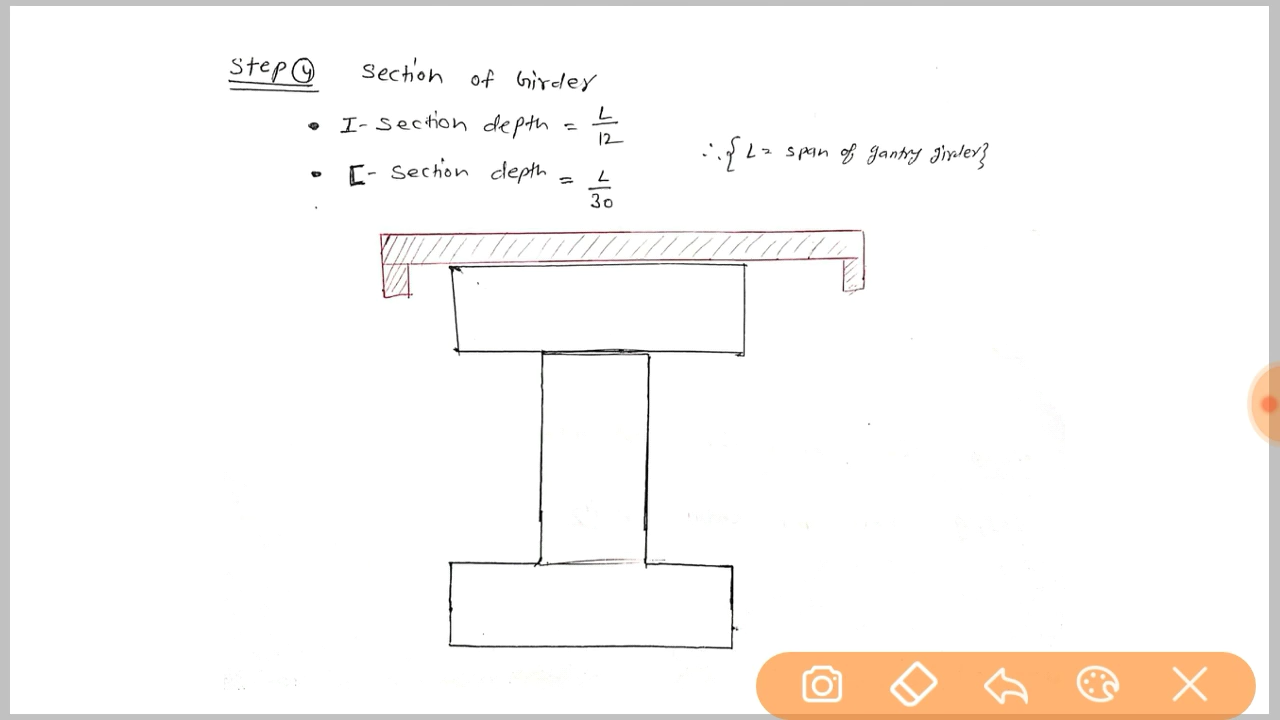 Step 4 Section of Girder
• I- section depth = L/12
∴ { L = span of gantry girder}
• [- section depth = L/30